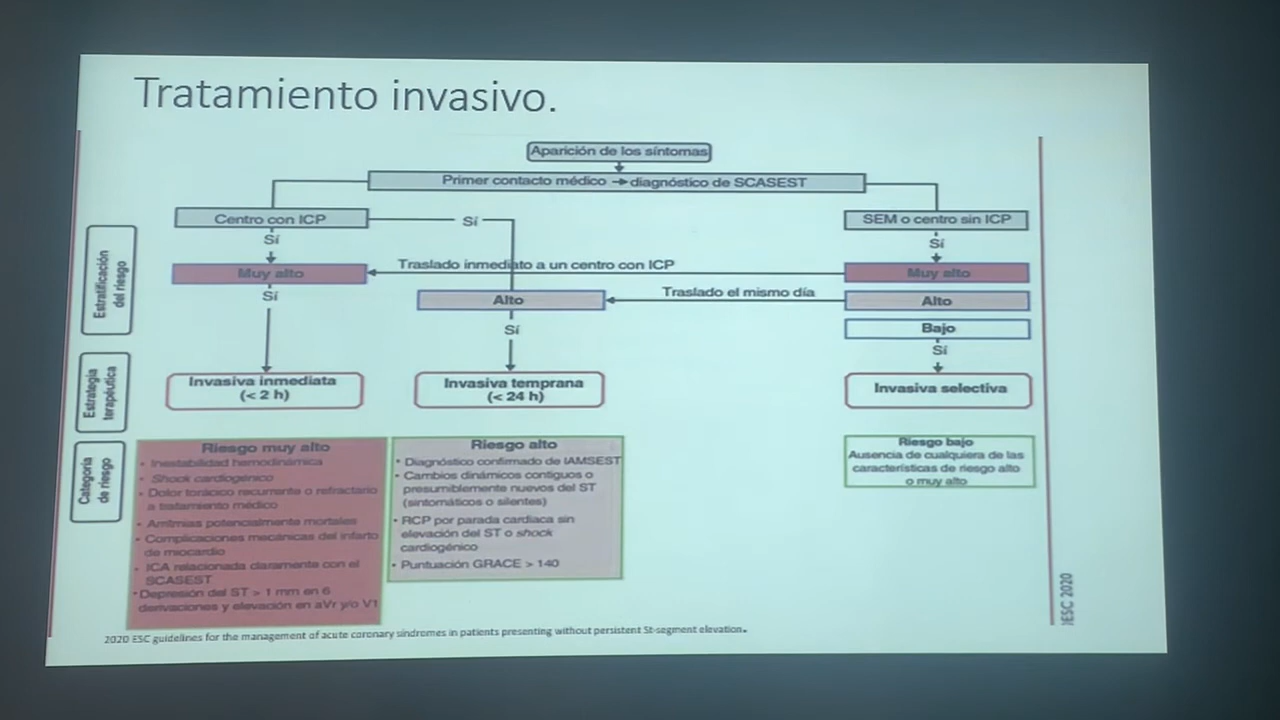 Tratamiento invasivo.
Aparición de los síntomas
Primer contacto médico → diagnóstico de SCASEST
Centro con ICP
Sí
SEM o centro sin ICP
Sí
Sí
Estratificación
del riesgo
Muy alto
Traslado inmediato a un centro con ICP
Muy alto
Sí
Alto
Traslado el mismo día
Alto
Sí
Bajo
Sí
Estrategia
terapéutica
Invasiva inmediata
(< 2 h)
Invasiva temprana
(< 24 h)
Invasiva selectiva
Categoría
de riesgo
Riesgo muy alto
• Inestabilidad hemodinámica
• Shock cardiogénico
• Dolor torácico recurrente o refractario
a tratamiento médico
• Arritmias potencialmente mortales
• Complicaciones mecánicas del infarto
de miocardio
• ICA relacionada claramente con el
SCASEST
• Depresión del ST > 1 mm en 6
derivaciones y elevación en aVr y/o V1
Riesgo alto
• Diagnóstico confirmado de IAMSEST
• Cambios dinámicos contiguos o
presumiblemente nuevos del ST
(sintomáticos o silentes)
• RCP por parada cardíaca sin
elevación del ST o shock
cardiogénico
• Puntuación GRACE > 140
Riesgo bajo
Ausencia de cualquiera de las
características de riesgo alto
o muy alto
ESC 2020
2020 ESC guidelines for the management of acute coronary sindromes in patients presenting without persistent St-segment elevation.